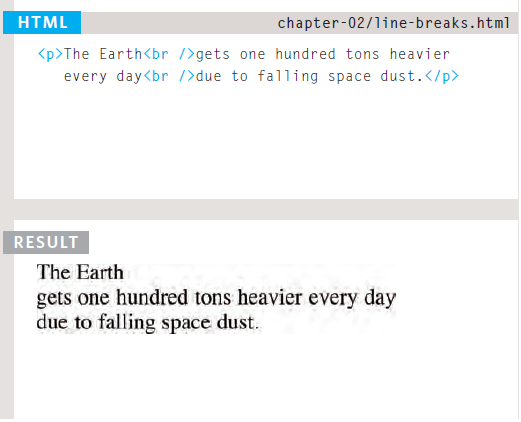 HTML chapter-02/line-breaks.html
<p>The Earth<br />gets one hundred tons heavier
every day<br />due to falling space dust.</p>
RESULT
The Earth
gets one hundred tons heavier every day
due to falling space dust.